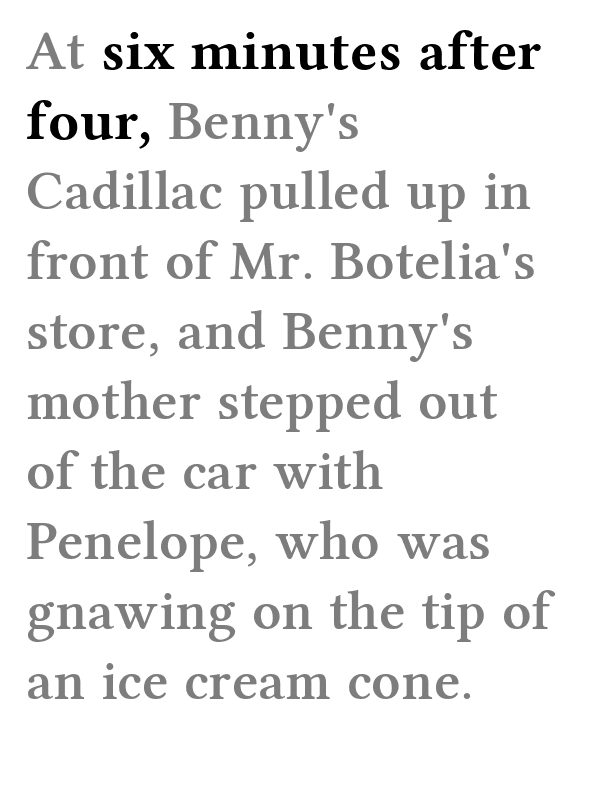 At six minutes after
four, Benny's
Cadillac pulled up in
front of Mr. Botelia's
store, and Benny's
mother stepped out
of the car with
Penelope, who was
gnawing on the tip of
an ice cream cone.